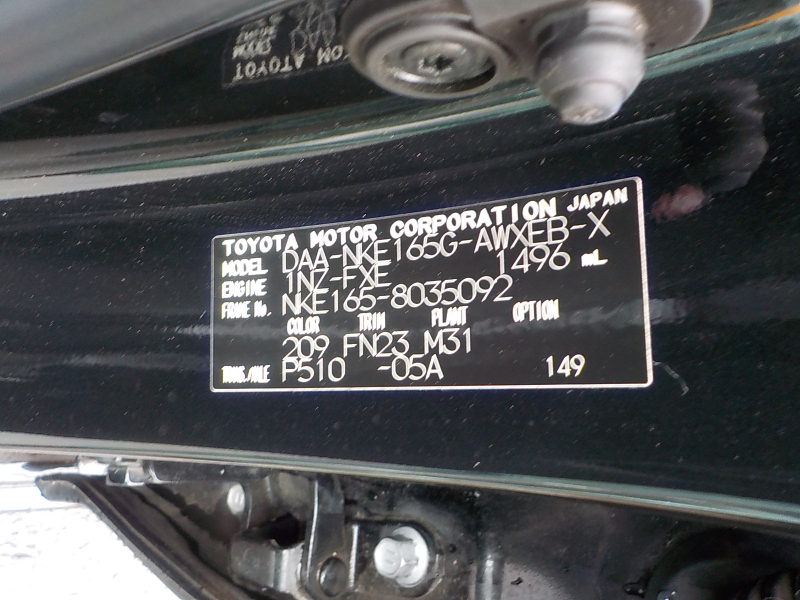 TOYOTA MOTOR CORPORATION JAPAN
MODEL DAA-NKE165G-AWXEB-X
ENGINE 1NZ-FXE 1496 mL
FRAME No. NKE165-8035092
COLOR TRIM PLANT OPTION
209 FN23 M31
TRANS./AXLE P510 -05A 149